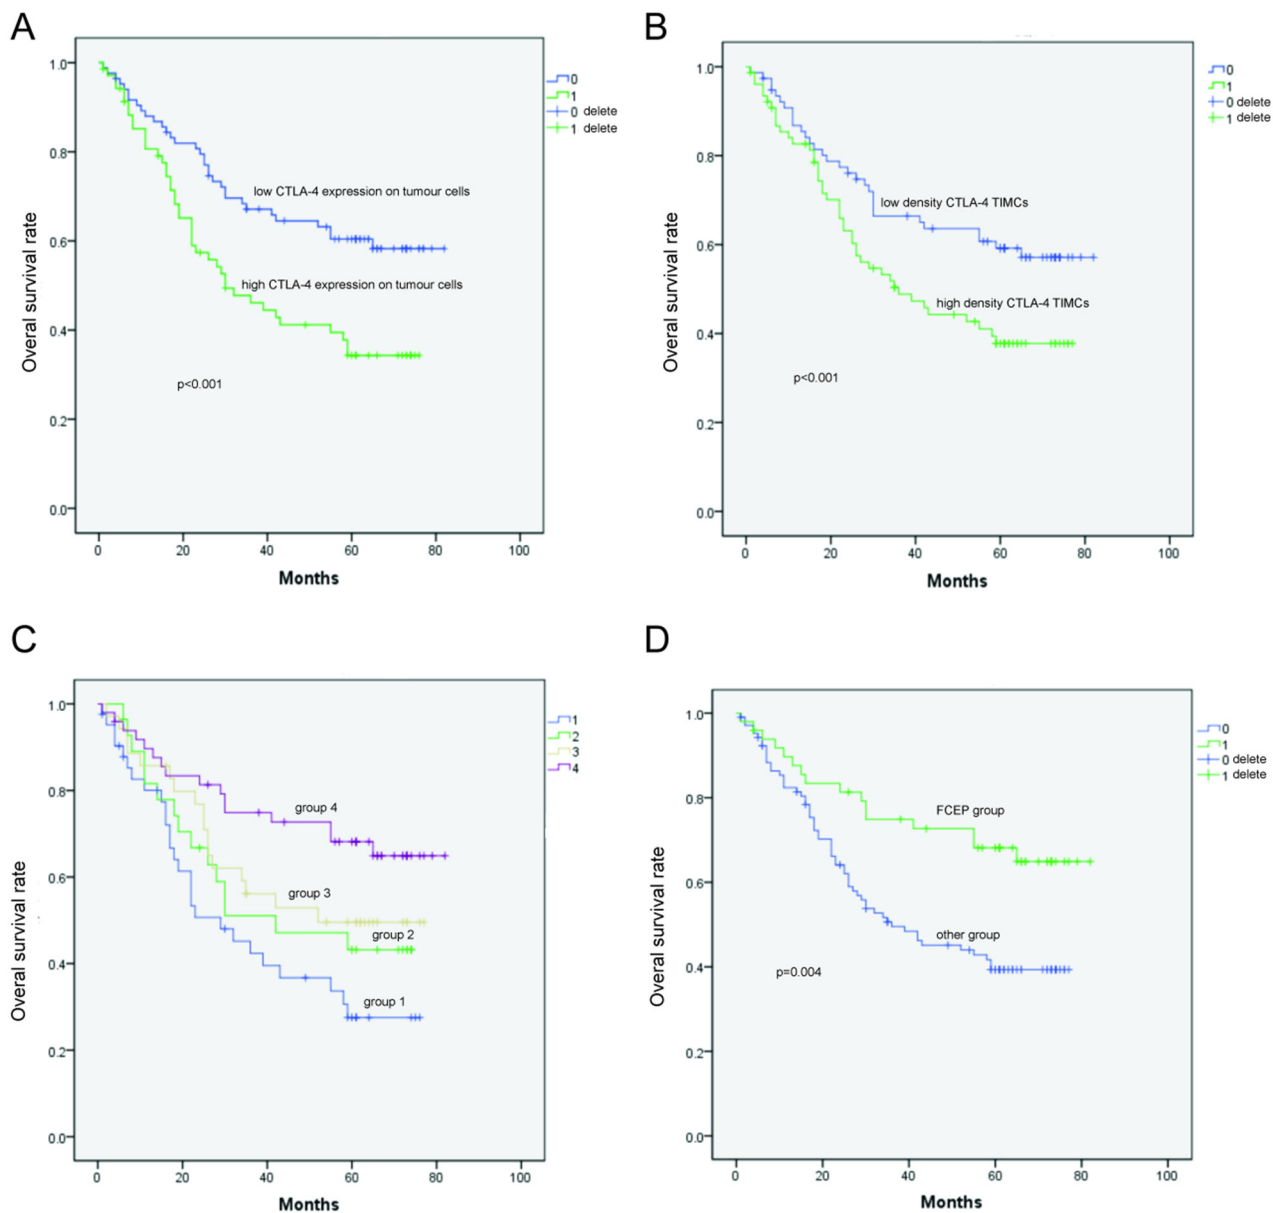 A
1.0
0.8
0.6
0.4
0.2
0.0
Overal survival rate
0 20 40 60 80 100
Months
low CTLA-4 expression on tumour cells
high CTLA-4 expression on tumour cells
p<0.001
0
1
0 delete
1 delete
B
1.0
0.8
0.6
0.4
0.2
0.0
Overal survival rate
0 20 40 60 80 100
Months
low density CTLA-4 TIMCs
high density CTLA-4 TIMCs
p<0.001
0
1
0 delete
1 delete
C
1.0
0.8
0.6
0.4
0.2
0.0
Overal survival rate
0 20 40 60 80 100
Months
group 4
group 3
group 2
group 1
1
2
3
4
D
1.0
0.8
0.6
0.4
0.2
0.0
Overal survival rate
0 20 40 60 80 100
Months
FCEP group
other group
p=0.004
0
1
0 delete
1 delete